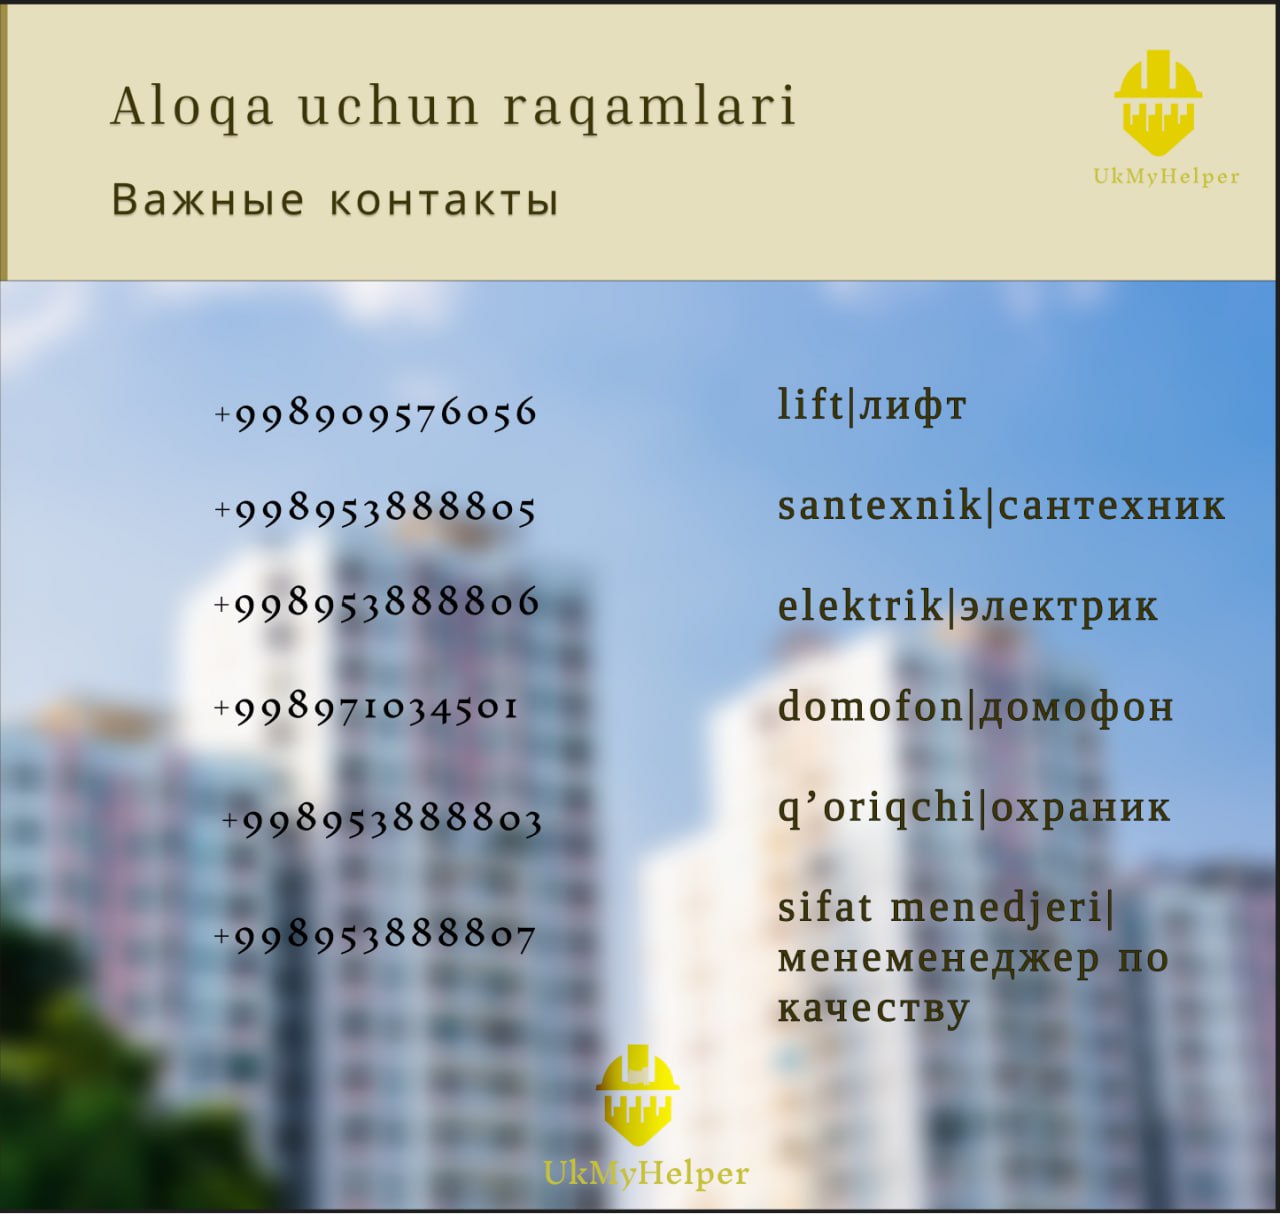 Aloqa uchun raqamlari
Важные контакты
UkMyHelper
+998909576056
lift|лифт
+998953888805
santexnik|сантехник
+998953888806
elektrik|электрик
+998971034501
domofon|домофон
+998953888803
q’oriqchi|охраник
+998953888807
sifat menedjeri|
менеменеджер по
качеству
UkMyHelper